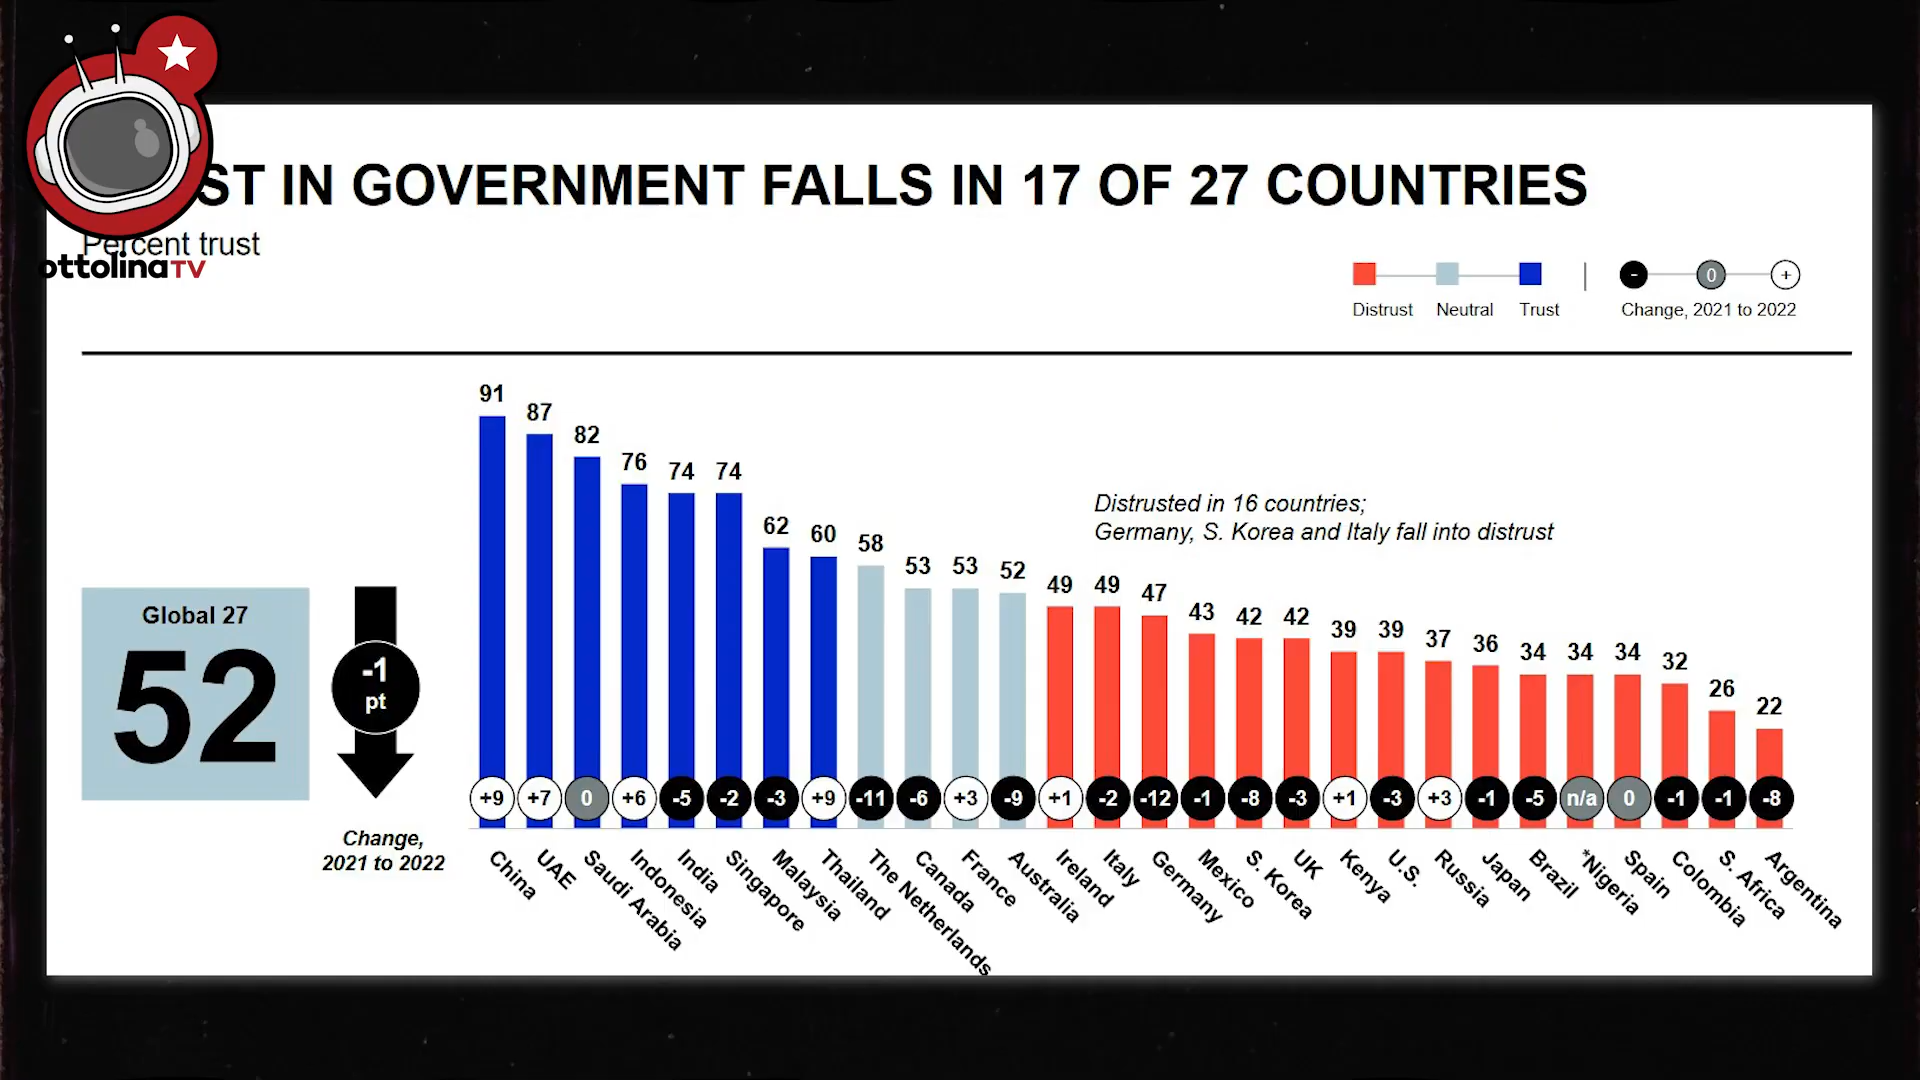 ST IN GOVERNMENT FALLS IN 17 OF 27 COUNTRIES
Percent trust
ottolinaTV
- 0 +
Distrust Neutral Trust | Change, 2021 to 2022
91 87 82 76 74 74 62 60 58 53 53 52 49 49 47 43 42 42 39 39 37 36 34 34 34 32 26 22
Distrusted in 16 countries;
Germany, S. Korea and Italy fall into distrust
Global 27
52
-1
pt
Change,
2021 to 2022
+9 +7 0 +6 -5 -2 -3 +9 -11 -6 +3 -9 +1 -2 -12 -1 -8 -3 +1 -3 +3 -1 -5 n/a 0 -1 -1 -8
China
UAE
Saudi Arabia
Indonesia
India
Singapore
Malaysia
Thailand
The Netherlands
Canada
France
Australia
Ireland
Italy
Germany
Mexico
S. Korea
UK
Kenya
U.S.
Russia
Japan
Brazil
*Nigeria
Spain
Colombia
S. Africa
Argentina